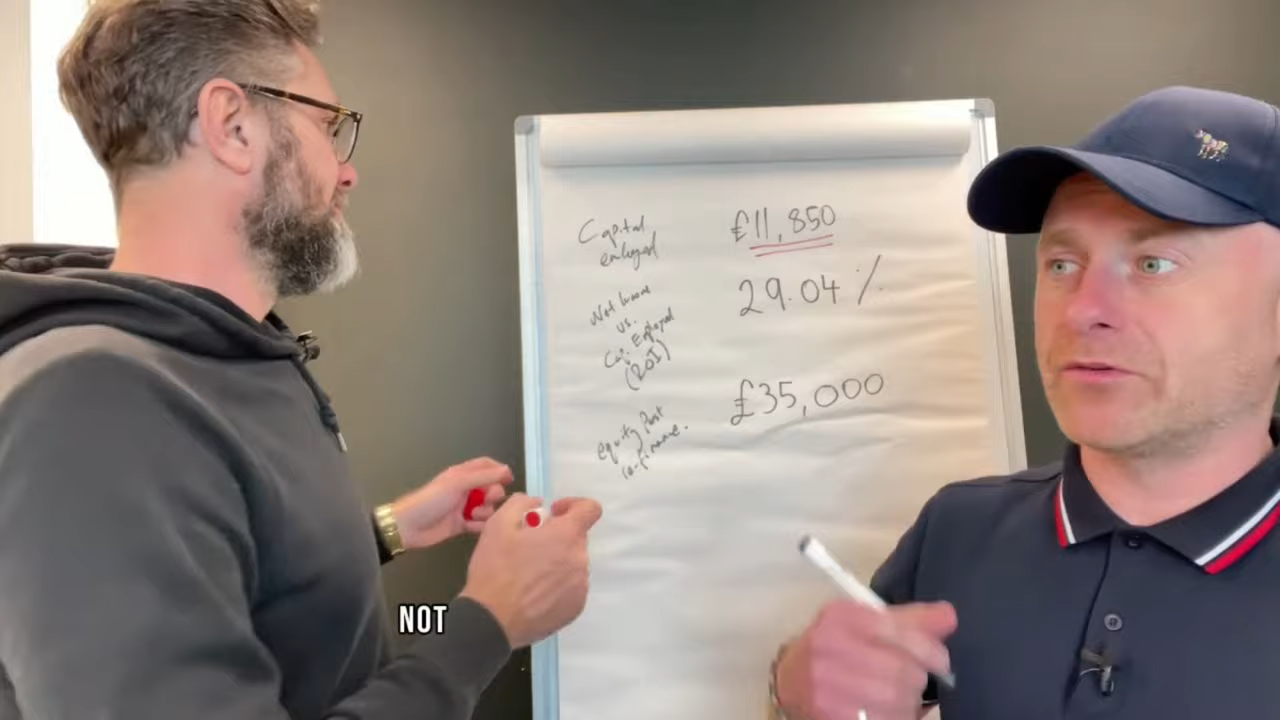 Capital £11,850
employed
Net Income 29.04%
vs.
Cap. Employed
(ROI)
equity Post £35,000
re-finance.
NOT